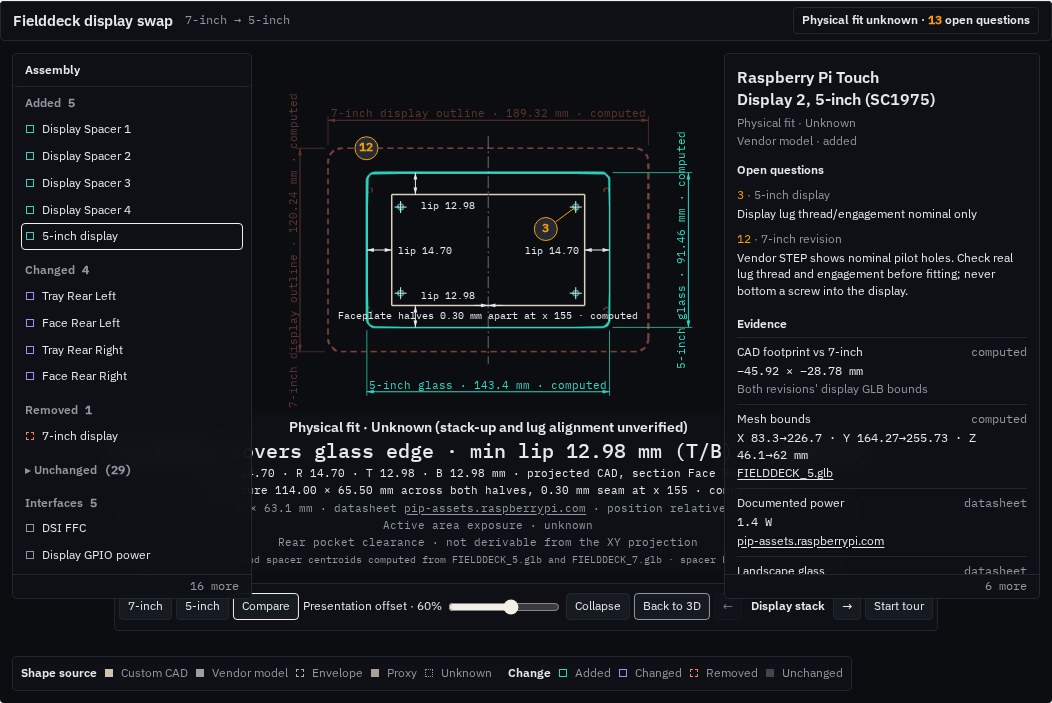 Fielddeck display swap 7-inch → 5-inch
Physical fit unknown · 13 open questions
Assembly
Added 5
Display Spacer 1
Display Spacer 2
Display Spacer 3
Display Spacer 4
5-inch display
Changed 4
Tray Rear Left
Face Rear Left
Tray Rear Right
Face Rear Right
Removed 1
7-inch display
▸ Unchanged (29)
Interfaces 5
DSI FFC
Display GPIO power
16 more
7-inch display outline · 189.32 mm · computed
7-inch display outline · 120.24 mm · computed
12
lip 12.98
3
lip 14.70
lip 14.70
lip 12.98
Faceplate halves 0.30 mm apart at x 155 · computed
5-inch glass · 91.46 mm · computed
5-inch glass · 143.4 mm · computed
Physical fit · Unknown (stack-up and lug alignment unverified)
overs glass edge · min lip 12.98 mm (T/B)
.70 · R 14.70 · T 12.98 · B 12.98 mm · projected CAD, section Face
ure 114.00 × 65.50 mm across both halves, 0.30 mm seam at x 155 · com
× 63.1 mm · datasheet pip-assets.raspberrypi.com · position relative
Active area exposure · unknown
Rear pocket clearance · not derivable from the XY projection
d spacer centroids computed from FIELDDECK_5.glb and FIELDDECK_7.glb · spacer
7-inch
5-inch
Compare
Presentation offset · 60%
Collapse
Back to 3D
←
Display stack
→
Start tour
Raspberry Pi Touch
Display 2, 5-inch (SC1975)
Physical fit · Unknown
Vendor model · added
Open questions
3 · 5-inch display
Display lug thread/engagement nominal only
12 · 7-inch revision
Vendor STEP shows nominal pilot holes. Check real
lug thread and engagement before fitting; never
bottom a screw into the display.
Evidence
CAD footprint vs 7-inch computed
−45.92 × −28.78 mm
Both revisions' display GLB bounds
Mesh bounds computed
X 83.3→226.7 · Y 164.27→255.73 · Z
46.1→62 mm
FIELDDECK_5.glb
Documented power datasheet
1.4 W
pip-assets.raspberrypi.com
Landscape glass datasheet
6 more
Shape source Custom CAD Vendor model Envelope Proxy Unknown Change Added Changed Removed Unchanged